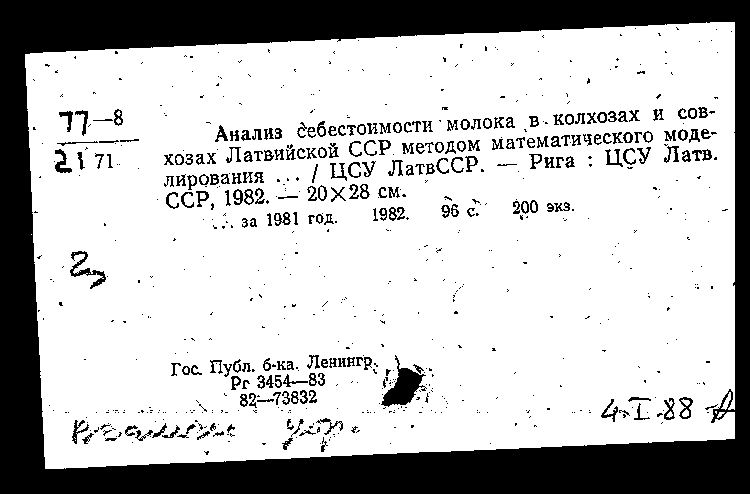 77—8
21 71
Анализ себестоимости молока в колхозах и сов-
хозах Латвийской ССР методом математического моде-
лирования ... / ЦСУ ЛатвССР. — Рига : ЦСУ Латв.
ССР, 1982. — 20×28 см.
... за 1981 год. 1982. 96 с. 200 экз.
Гос. Публ. б-ка. Ленингр.
Рг 3454—83
82—73832
4.I.88
Взамен